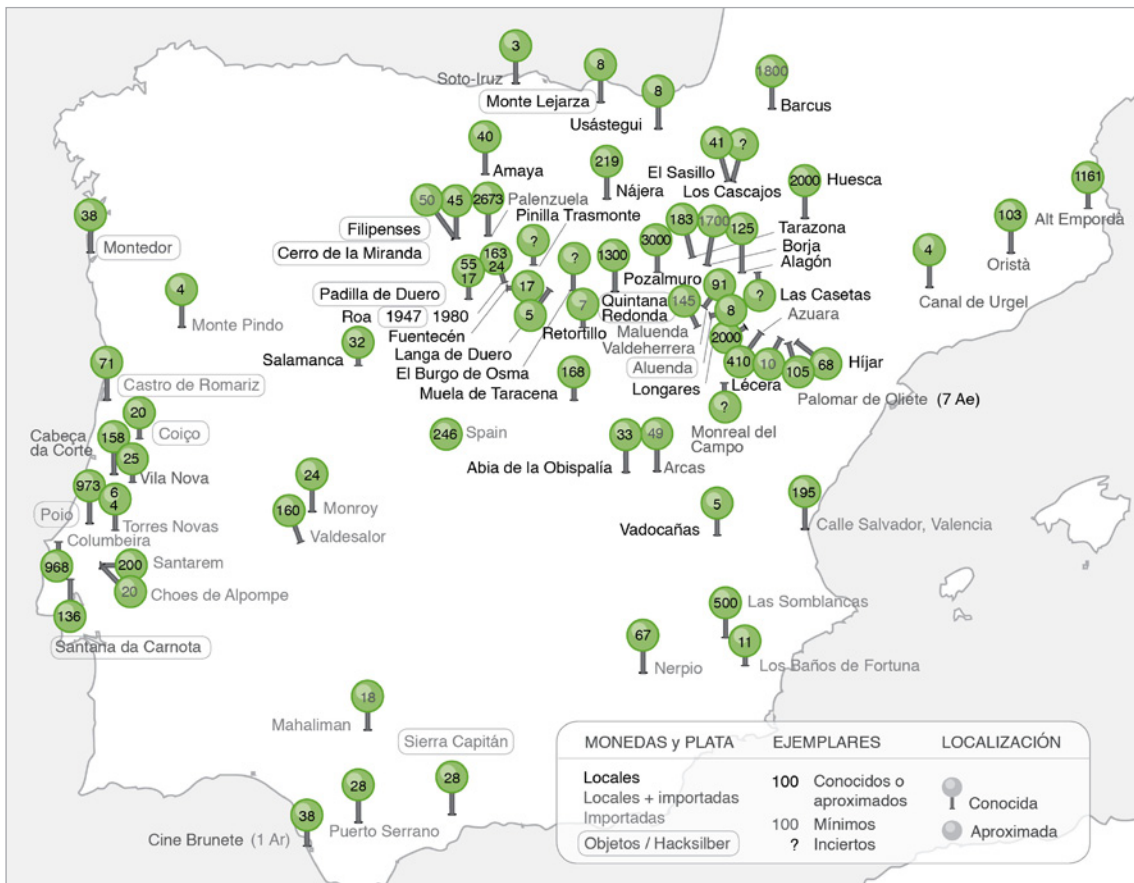 3
Soto-Iruz
8
Monte Lejarza
8
Usástegui
1800
Barcus
40
Amaya
219
Nájera
41
?
El Sasillo
Los Cascajos
2000
Huesca
1161
Alt Empordà
103
Oristà
4
Canal de Urgel
38
Montedor
4
Monte Pindo
50
45
2673
Palenzuela
Filipenses
Cerro de la Miranda
Pinilla Trasmonte
?
163
24
55
17
Padilla de Duero
Roa
1947
1980
17
Fuentecén
5
Langa de Duero
?
El Burgo de Osma
7
Retortillo
1300
Quintana
Redonda
3000
Pozalmuro
183
1700
125
Tarazona
Borja
Alagón
91
?
Las Casetas
145
Maluenda
8
Azuara
Valdeherrera
2000
Aluenda
Longares
410
Lécera
10
105
68
Híjar
Palomar de Oliete (7 Ae)
?
Monreal del
Campo
32
Salamanca
168
Muela de Taracena
71
Castro de Romariz
20
Coiço
158
Cabeça
da Corte
25
Vila Nova
246
Spain
33
Abia de la Obispalía
49
Arcas
973
Poio
6
4
Torres Novas
24
Monroy
160
Valdesalor
5
Vadocañas
195
Calle Salvador, Valencia
Columbeira
968
200
Santarem
20
Choes de Alpompe
136
Santana da Carnota
500
Las Somblancas
67
Nerpio
11
Los Baños de Fortuna
18
Mahaliman
Sierra Capitán
28
28
Puerto Serrano
38
Cine Brunete (1 Ar)
MONEDAS y PLATA
Locales
Locales + importadas
Importadas
Objetos / Hacksilber
EJEMPLARES
100 Conocidos o
aproximados
100 Mínimos
? Inciertos
LOCALIZACIÓN
Conocida
Aproximada